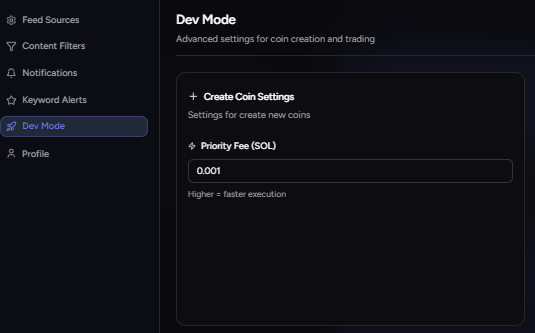 Feed Sources
Content Filters
Notifications
Keyword Alerts
Dev Mode
Profile
Dev Mode
Advanced settings for coin creation and trading
Create Coin Settings
Settings for create new coins
Priority Fee (SOL)
0.001
Higher = faster execution